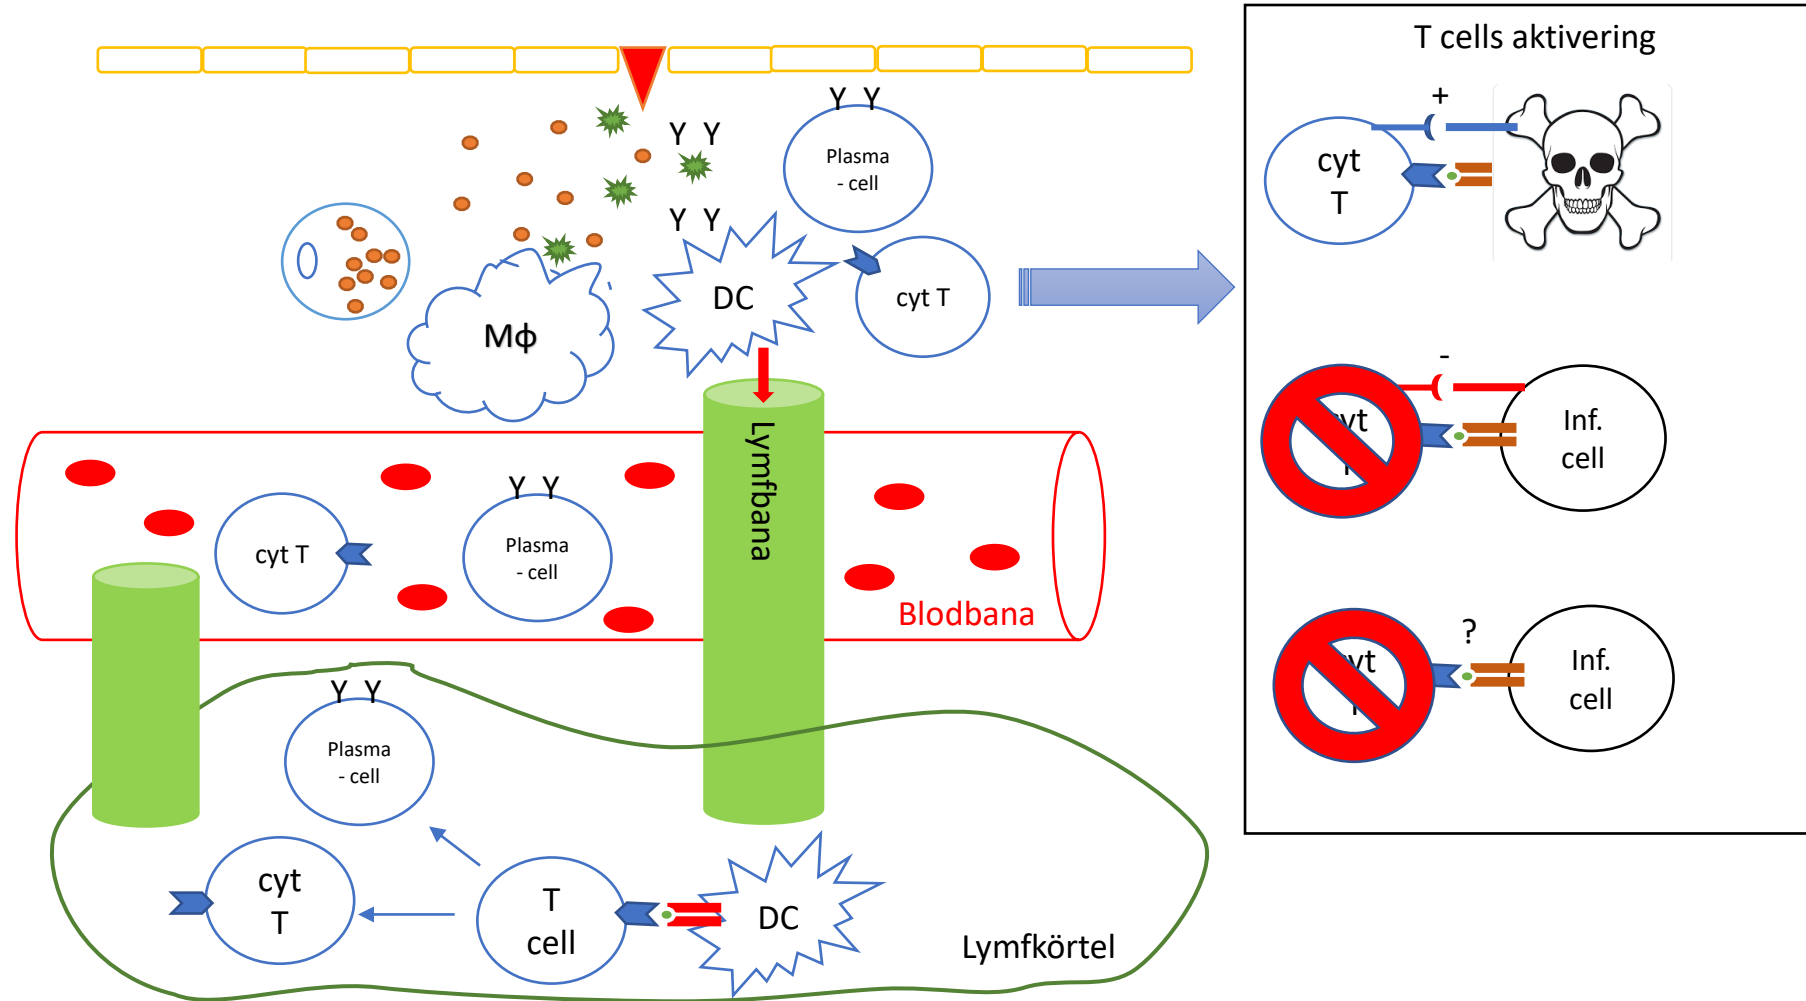 T cells aktivering
+
cyt
T
-
Inf.
cell
?
Inf.
cell
Y Y
Plasma
- cell
Y Y
Y Y
DC
cyt T
Mϕ
Lymfbana
Y Y
cyt T
Plasma
- cell
Blodbana
Y Y
Plasma
- cell
cyt
T
T
cell
DC
Lymfkörtel